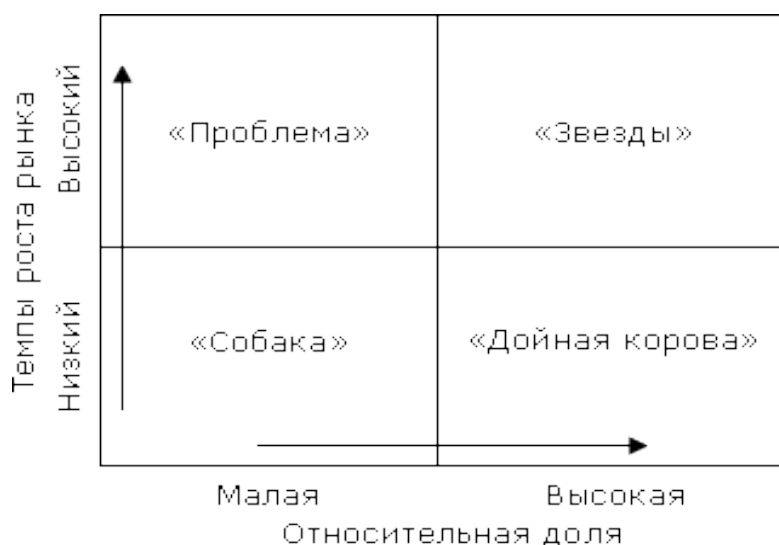 Темпы роста рынка
Высокий
Низкий
«Проблема»
«Звезды»
«Собака»
«Дойная корова»
Малая
Высокая
Относительная доля